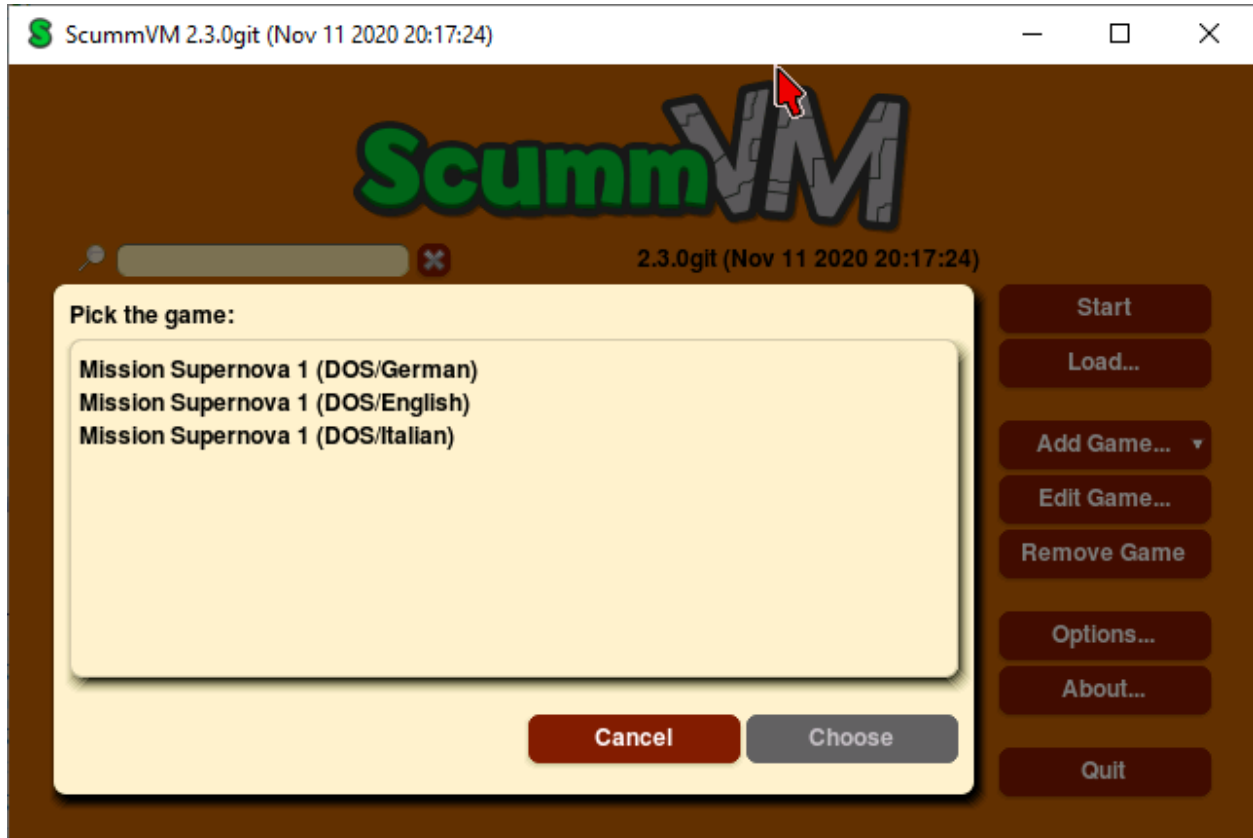 ScummVM 2.3.0git (Nov 11 2020 20:17:24)
ScummVM
2.3.0git (Nov 11 2020 20:17:24)
Pick the game:
Mission Supernova 1 (DOS/German)
Mission Supernova 1 (DOS/English)
Mission Supernova 1 (DOS/Italian)
Cancel
Choose
Start
Load...
Add Game...
Edit Game...
Remove Game
Options...
About...
Quit